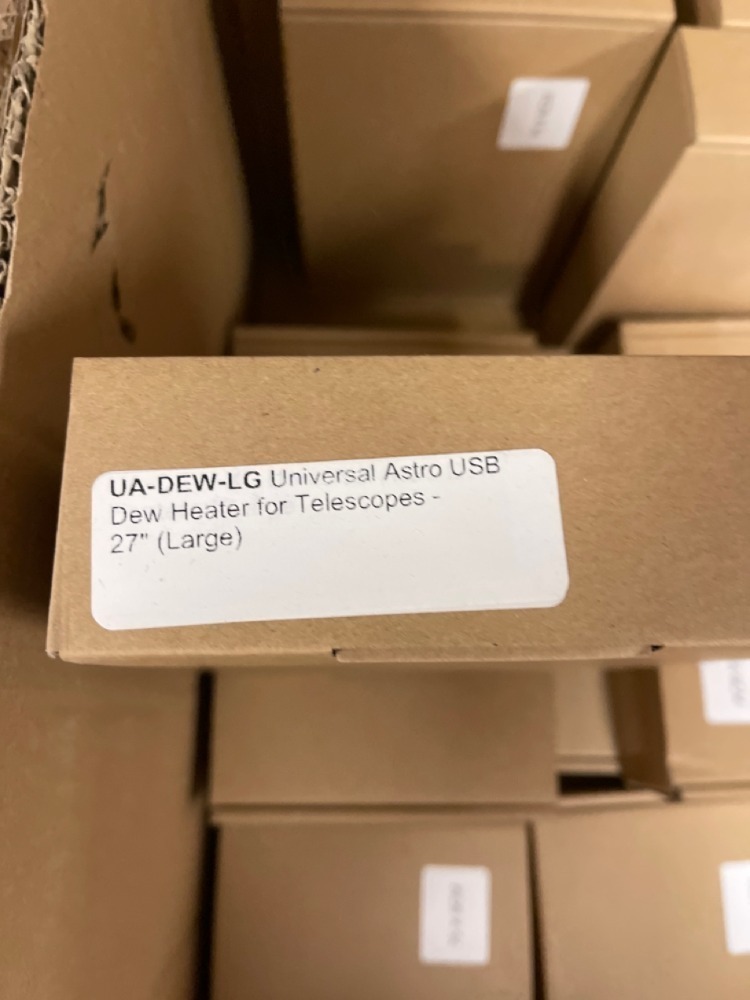 UA-DEW-LG Universal Astro USB
Dew Heater for Telescopes -
27" (Large)